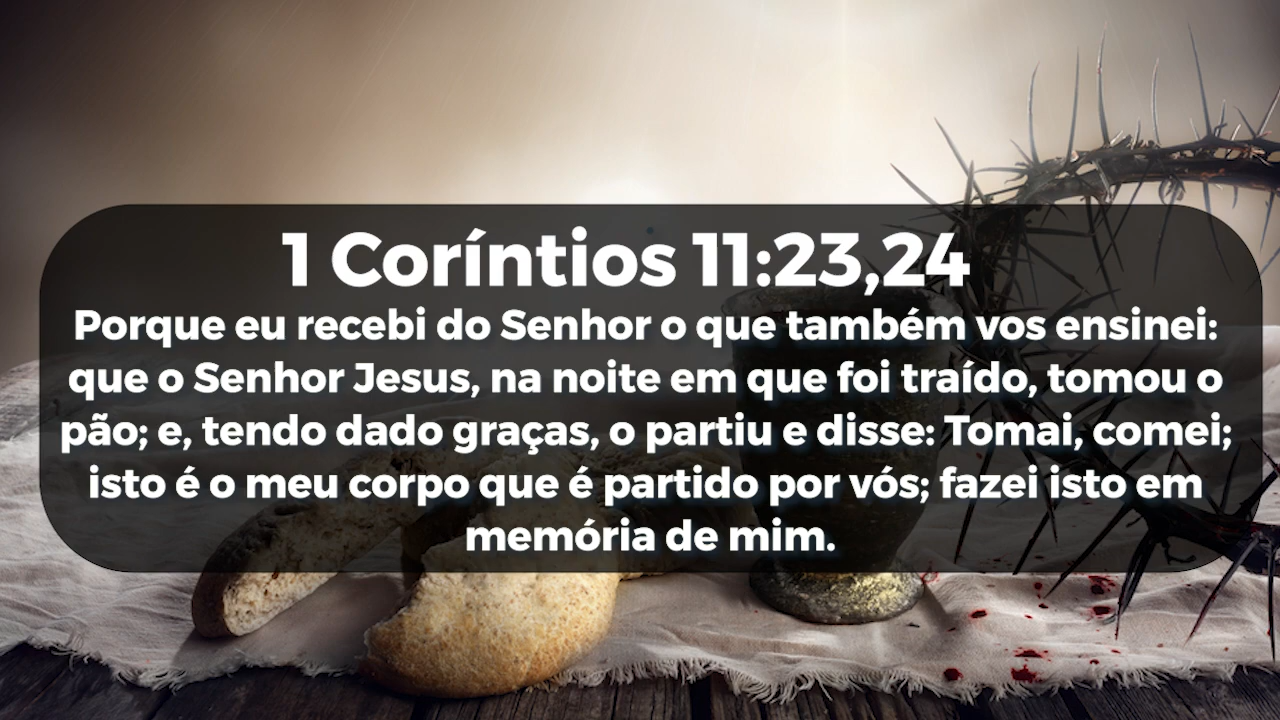 1 Coríntios 11:23,24
Porque eu recebi do Senhor o que também vos ensinei:
que o Senhor Jesus, na noite em que foi traído, tomou o
pão; e, tendo dado graças, o partiu e disse: Tomai, comei;
isto é o meu corpo que é partido por vós; fazei isto em
memória de mim.